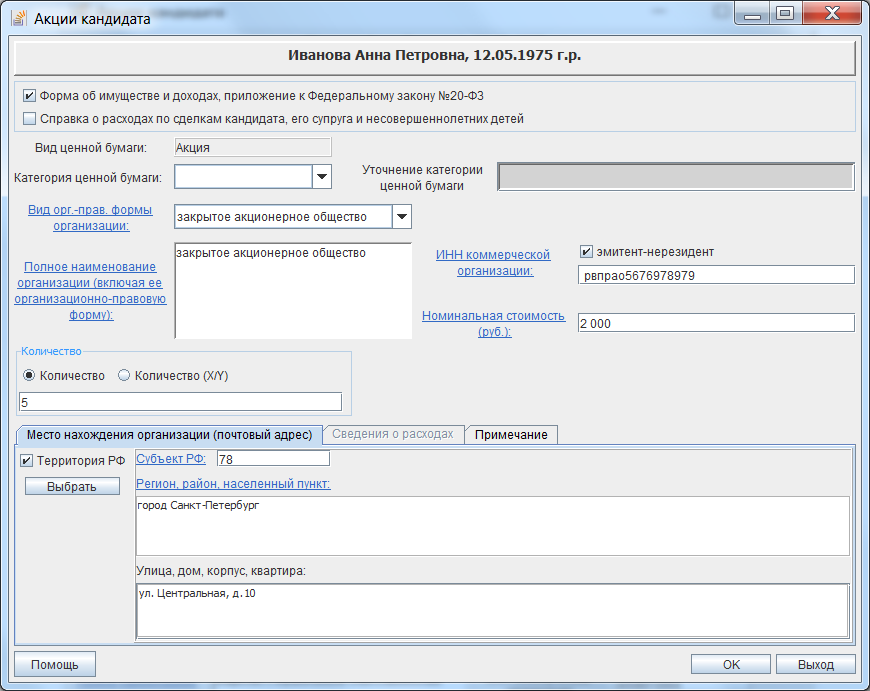 Акции кандидата
Иванова Анна Петровна, 12.05.1975 г.р.
Форма об имуществе и доходах, приложение к Федеральному закону №20-ФЗ
Справка о расходах по сделкам кандидата, его супруга и несовершеннолетних детей
Вид ценной бумаги:
Акция
Категория ценной бумаги:
Уточнение категории
ценной бумаги
Вид орг.-прав. формы
организации:
закрытое акционерное общество
Полное наименование
организации (включая ее
организационно-правовую
форму):
закрытое акционерное общество
ИНН коммерческой
организации:
эмитент-нерезидент
рвпрао5676978979
Номинальная стоимость
(руб.):
2 000
Количество
Количество
Количество (X/Y)
5
Место нахождения организации (почтовый адрес)
Сведения о расходах
Примечание
Территория РФ
Субъект РФ:
78
Выбрать
Регион, район, населенный пункт:
город Санкт-Петербург
Улица, дом, корпус, квартира:
ул. Центральная, д.10
Помощь
OK
Выход